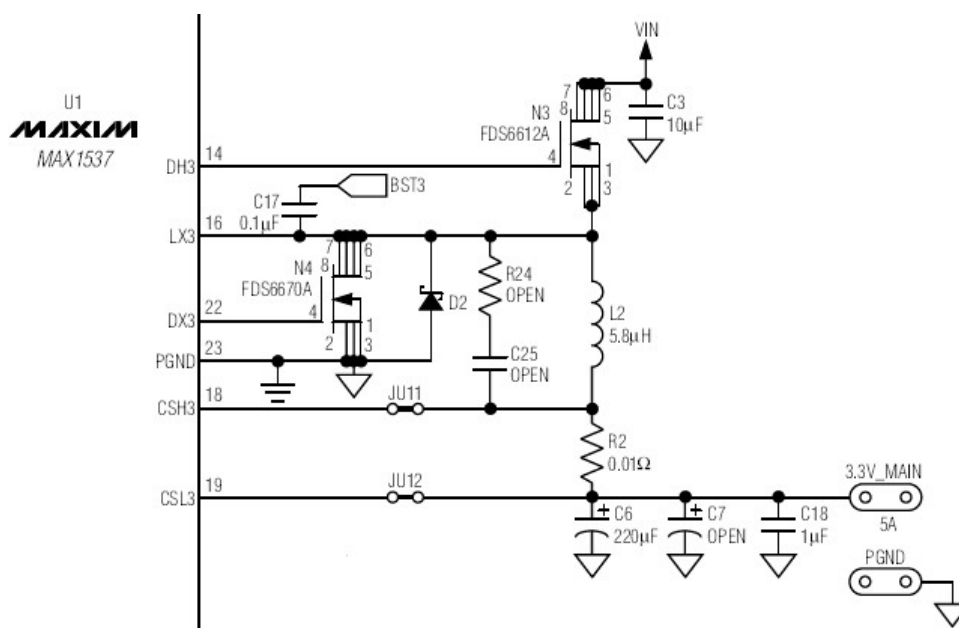 VIN
U1
MAXIM
MAX1537
7 6
N3 8 5
FDS6612A
C3
10µF
14
DH3
4
1
2 3
BST3
C17
0.1µF
16
LX3
7 6
N4 8 5
FDS6670A
R24
OPEN
D2
L2
5.8µH
22
DX3
4
1
2 3
23
PGND
C25
OPEN
18
CSH3
JU11
R2
0.01Ω
19
CSL3
JU12
3.3V_MAIN
5A
+ C6
220µF
+ C7
OPEN
C18
1µF
PGND